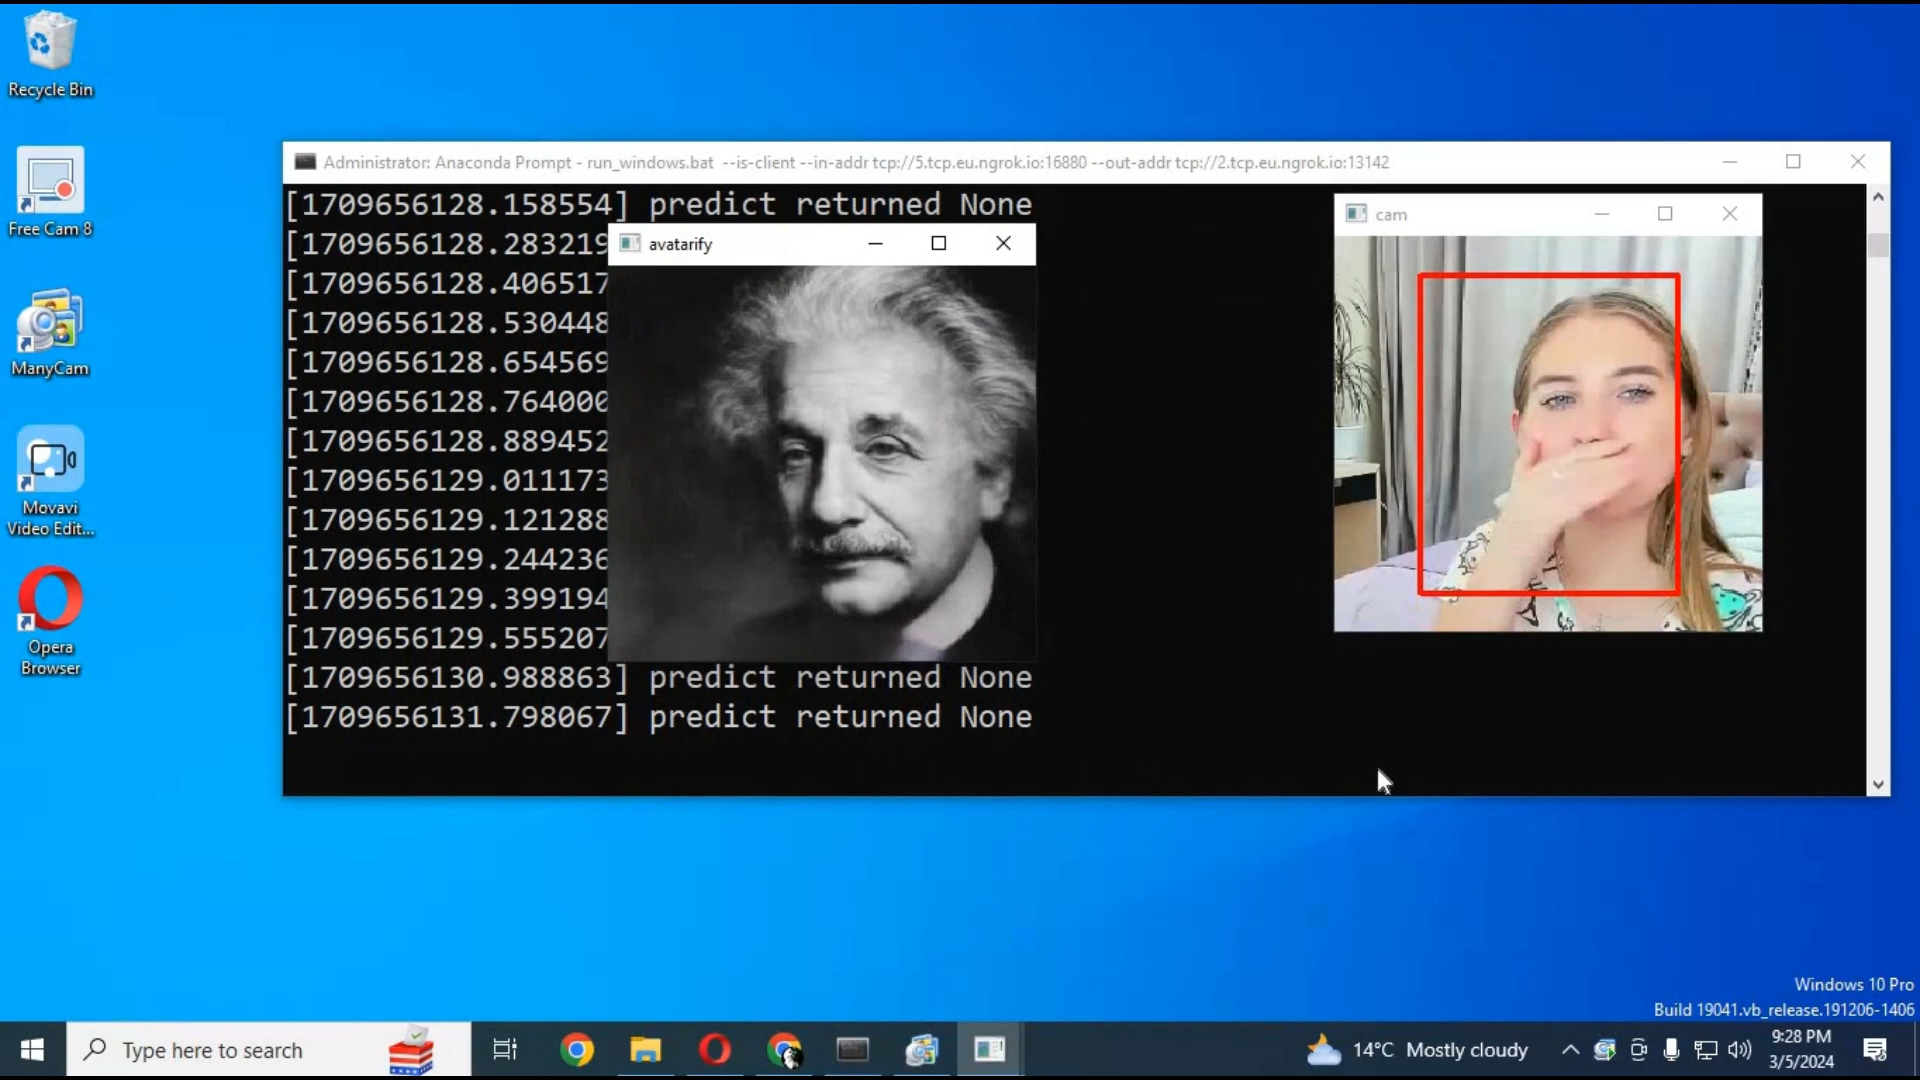 Recycle Bin
Free Cam 8
ManyCam
Movavi
Video Edit...
Opera
Browser
Administrator: Anaconda Prompt - run_windows.bat  --is-client --in-addr tcp://5.tcp.eu.ngrok.io:16880 --out-addr tcp://2.tcp.eu.ngrok.io:13142
[1709656128.158554] predict returned None
[1709656128.283219
[1709656128.406517
[1709656128.530448
[1709656128.654569
[1709656128.764000
[1709656128.889452
[1709656129.011173
[1709656129.121288
[1709656129.244236
[1709656129.399194
[1709656129.555207
[1709656130.988863] predict returned None
[1709656131.798067] predict returned None
avatarify
cam
Windows 10 Pro
Build 19041.vb_release.191206-1406
Type here to search
14°C Mostly cloudy
9:28 PM
3/5/2024